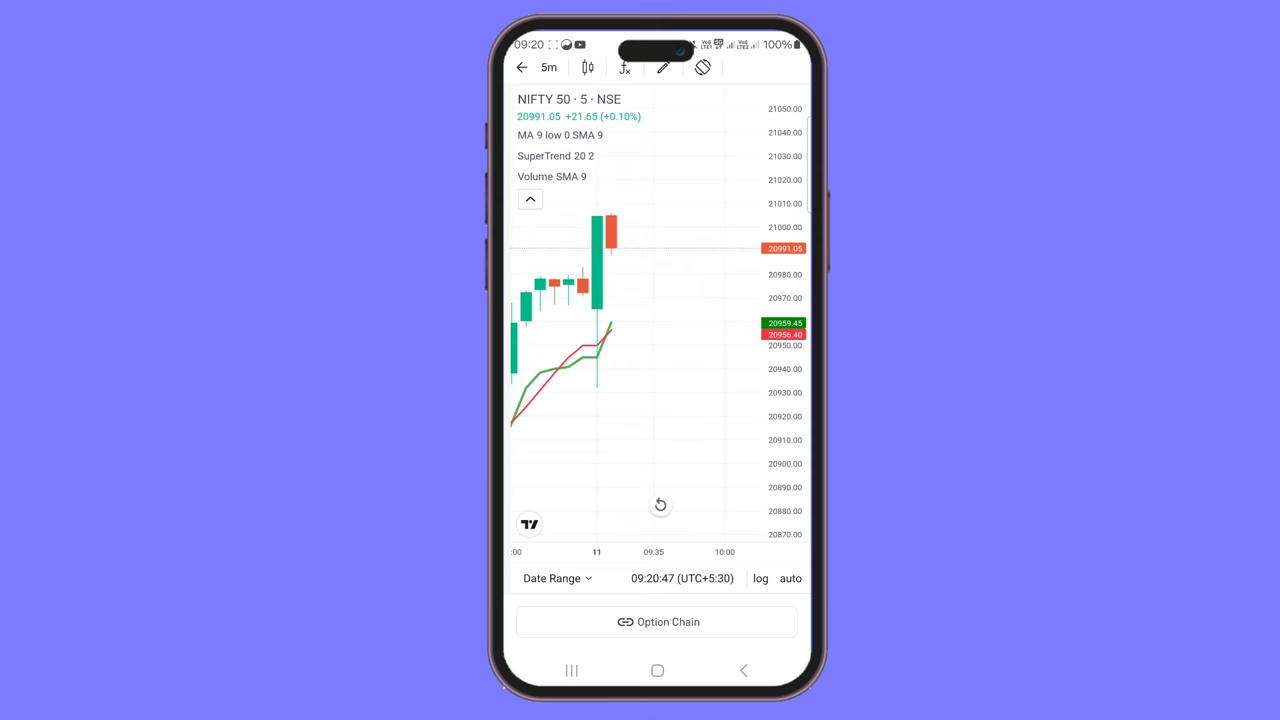 09:20 100%
5m
NIFTY 50 · 5 · NSE
20991.05 +21.65 (+0.10%)
MA 9 low 0 SMA 9
SuperTrend 20 2
Volume SMA 9
21050.00
21040.00
21030.00
21020.00
21010.00
21000.00
20991.05
20980.00
20970.00
20959.45
20956.40
20950.00
20940.00
20930.00
20920.00
20910.00
20900.00
20890.00
20880.00
20870.00
:00 11 09:35 10:00
Date Range 09:20:47 (UTC+5:30) log auto
Option Chain